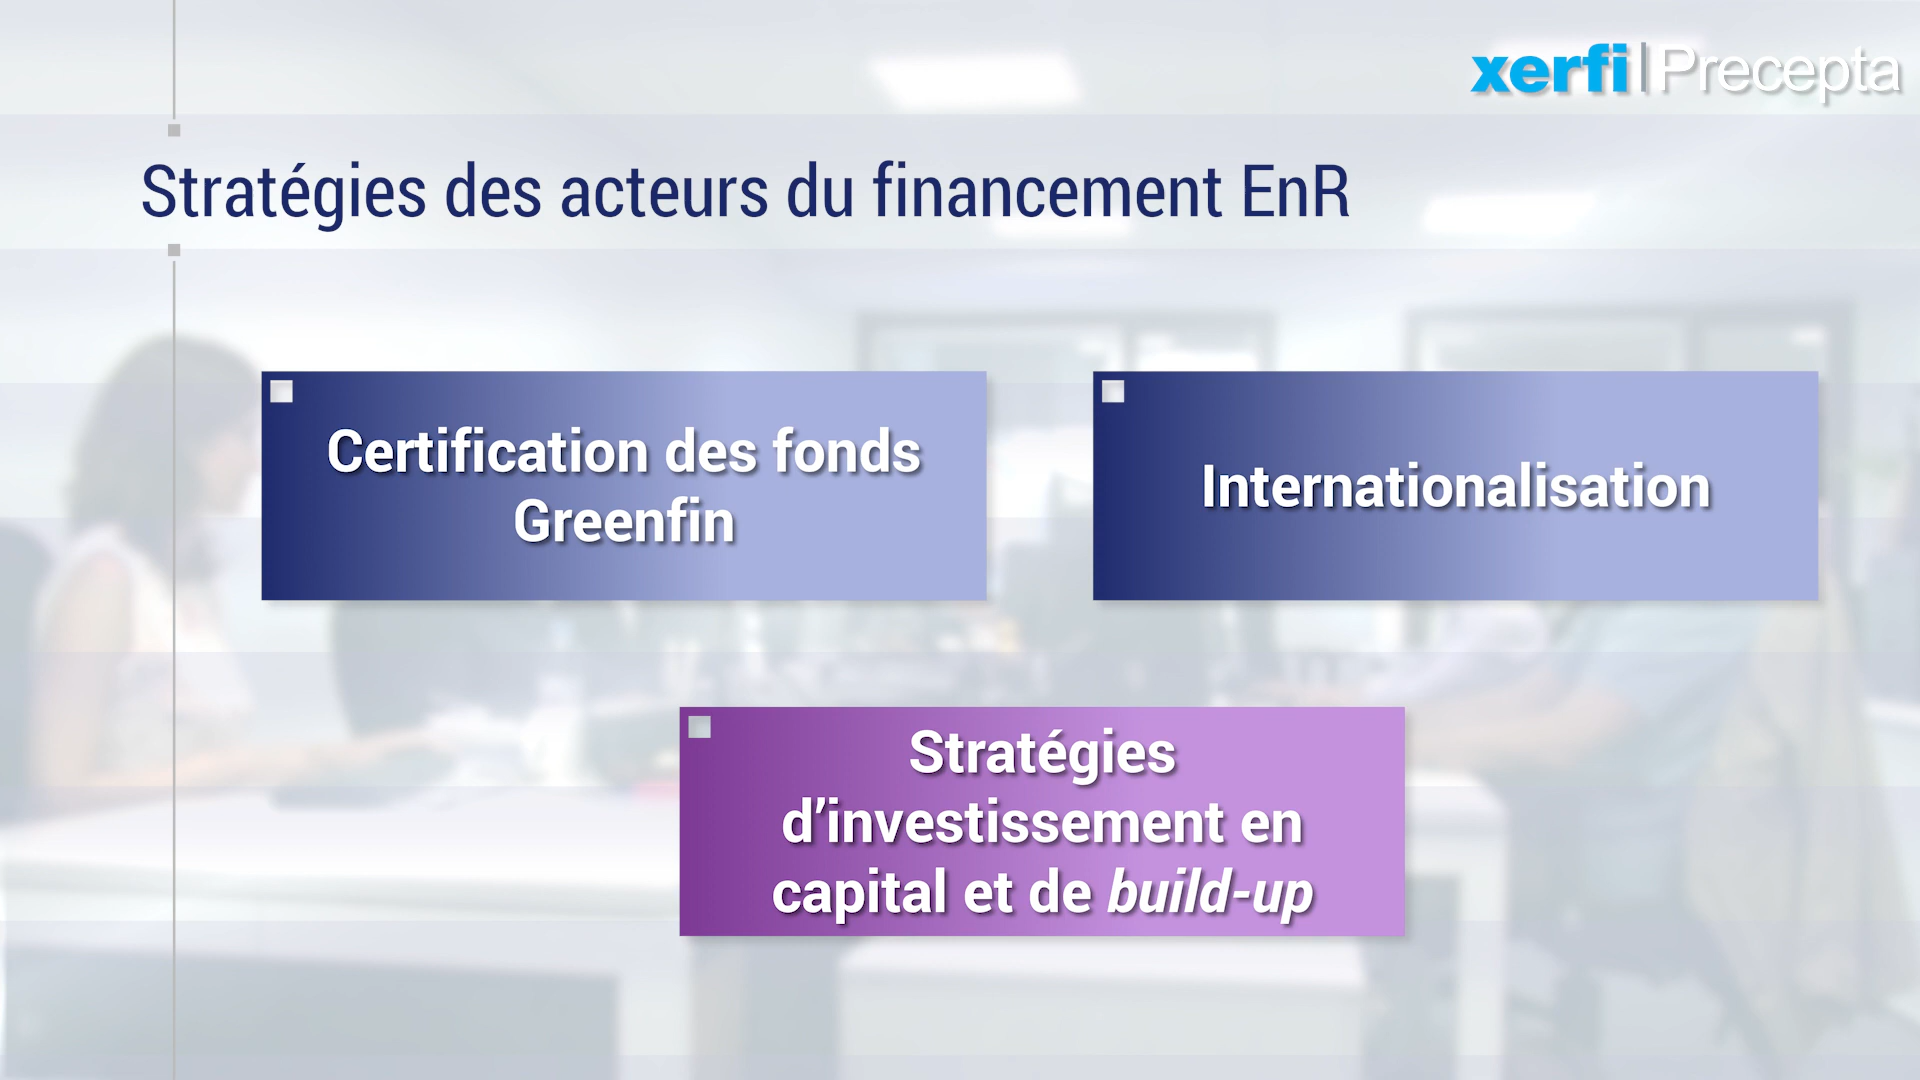 xerfi|Precepta
Stratégies des acteurs du financement EnR
Certification des fonds
Greenfin
Internationalisation
Stratégies
d’investissement en
capital et de build-up